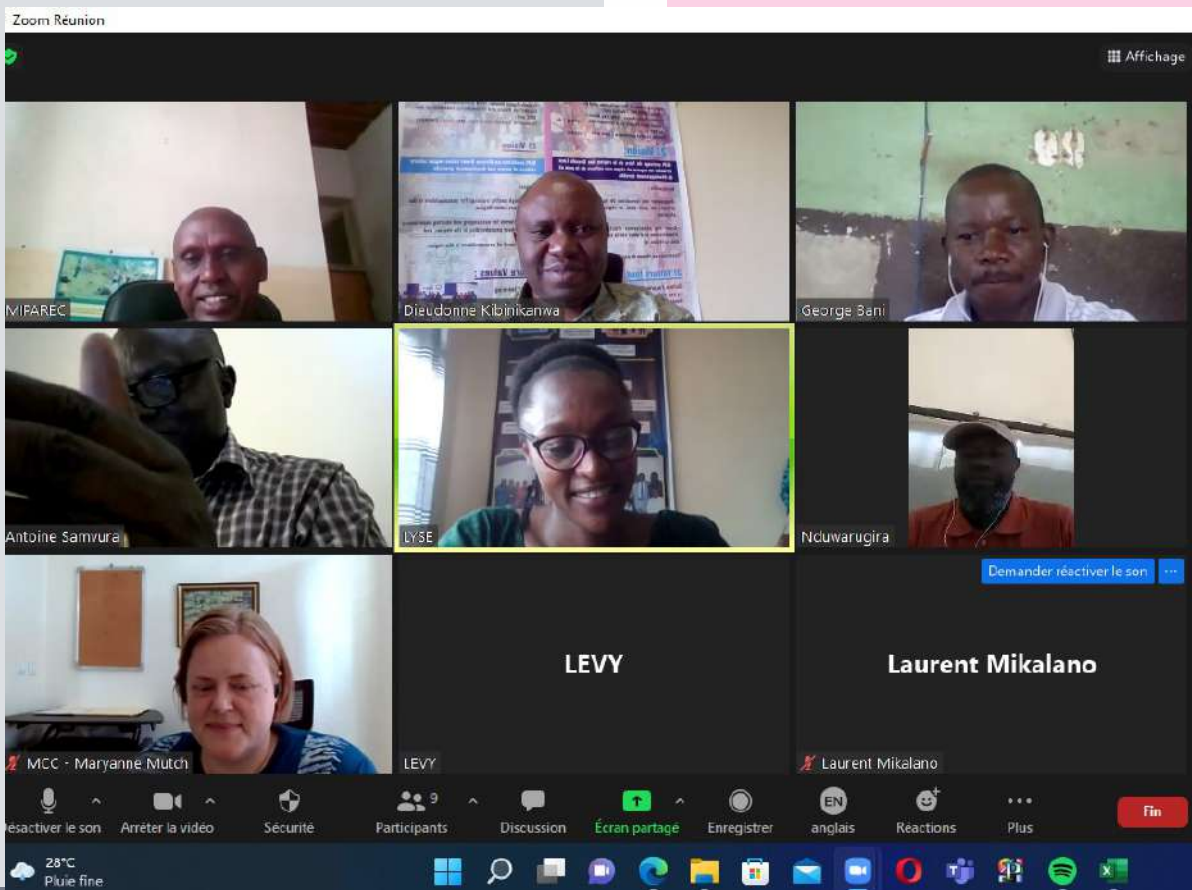 Zoom Réunion
Affichage
MIFAREC
Dieudonne Kibinikanwa
George Bani
Antoine Samvura
LYSE
Nduwarugira
Demander réactiver le son ...
LEVY
Laurent Mikalano
MCC - Maryanne Mutch
LEVY
Laurent Mikalano
9
ésactiver le son
Arrêter la vidéo
Sécurité
Participants
Discussion
Écran partagé
Enregistrer
EN
anglais
Réactions
Plus
Fin
28°C
Pluie fine